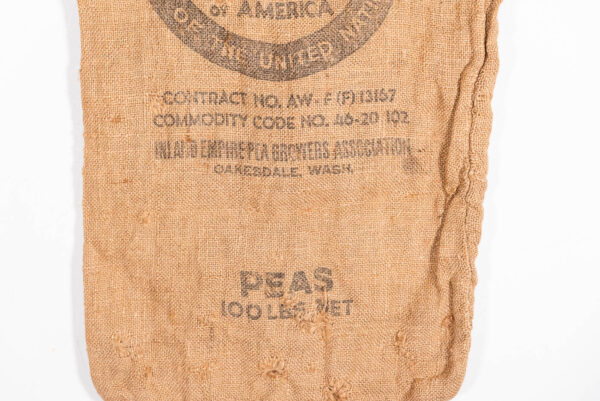 of AMERICA
OF THE UNITED NATI
CONTRACT NO. AW-F (F) 13167
COMMODITY CODE NO. 46-20 102
INLAND EMPIRE PEA GROWERS ASSOCIATION
OAKESDALE, WASH.
PEAS
100 LBS NET